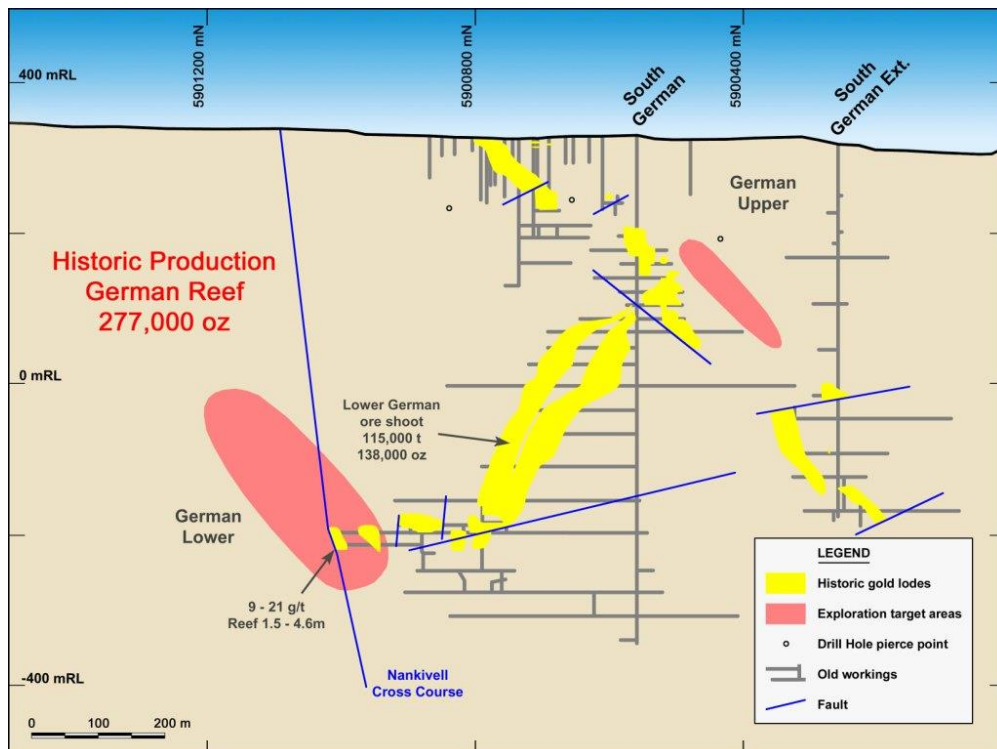 5901200 mN
5900800 mN
5900400 mN
South
German
South
German Ext.
400 mRL
German
Upper
Historic Production
German Reef
277,000 oz
0 mRL
Lower German
ore shoot
115,000 t
138,000 oz
German
Lower
9 - 21 g/t
Reef 1.5 - 4.6m
Nankivell
Cross Course
-400 mRL
0 100 200 m
LEGEND
Historic gold lodes
Exploration target areas
Drill Hole pierce point
Old workings
Fault